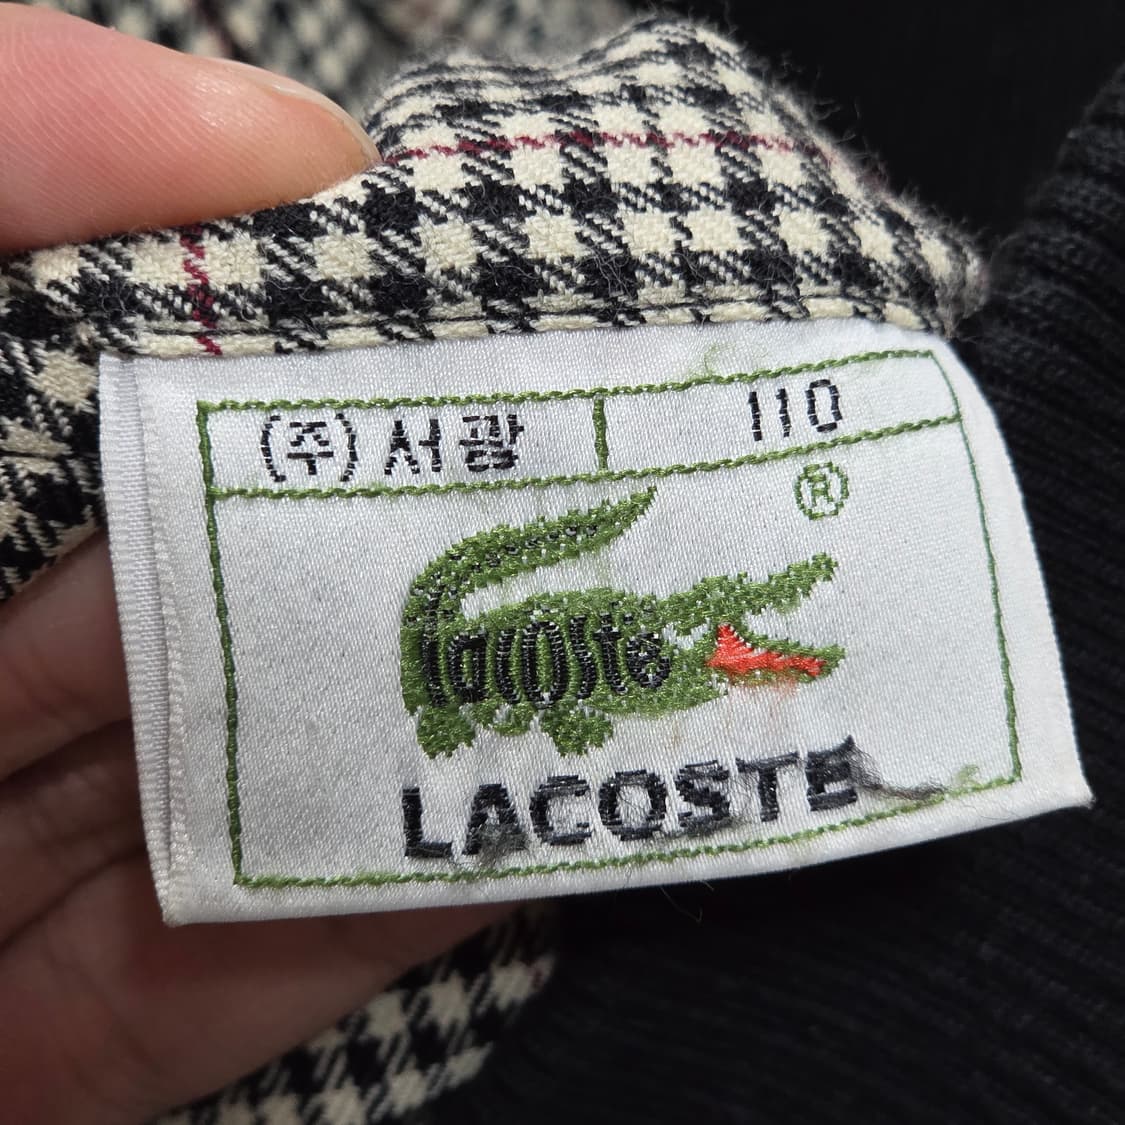 (주)서광 110
®
lacoste
LACOSTE